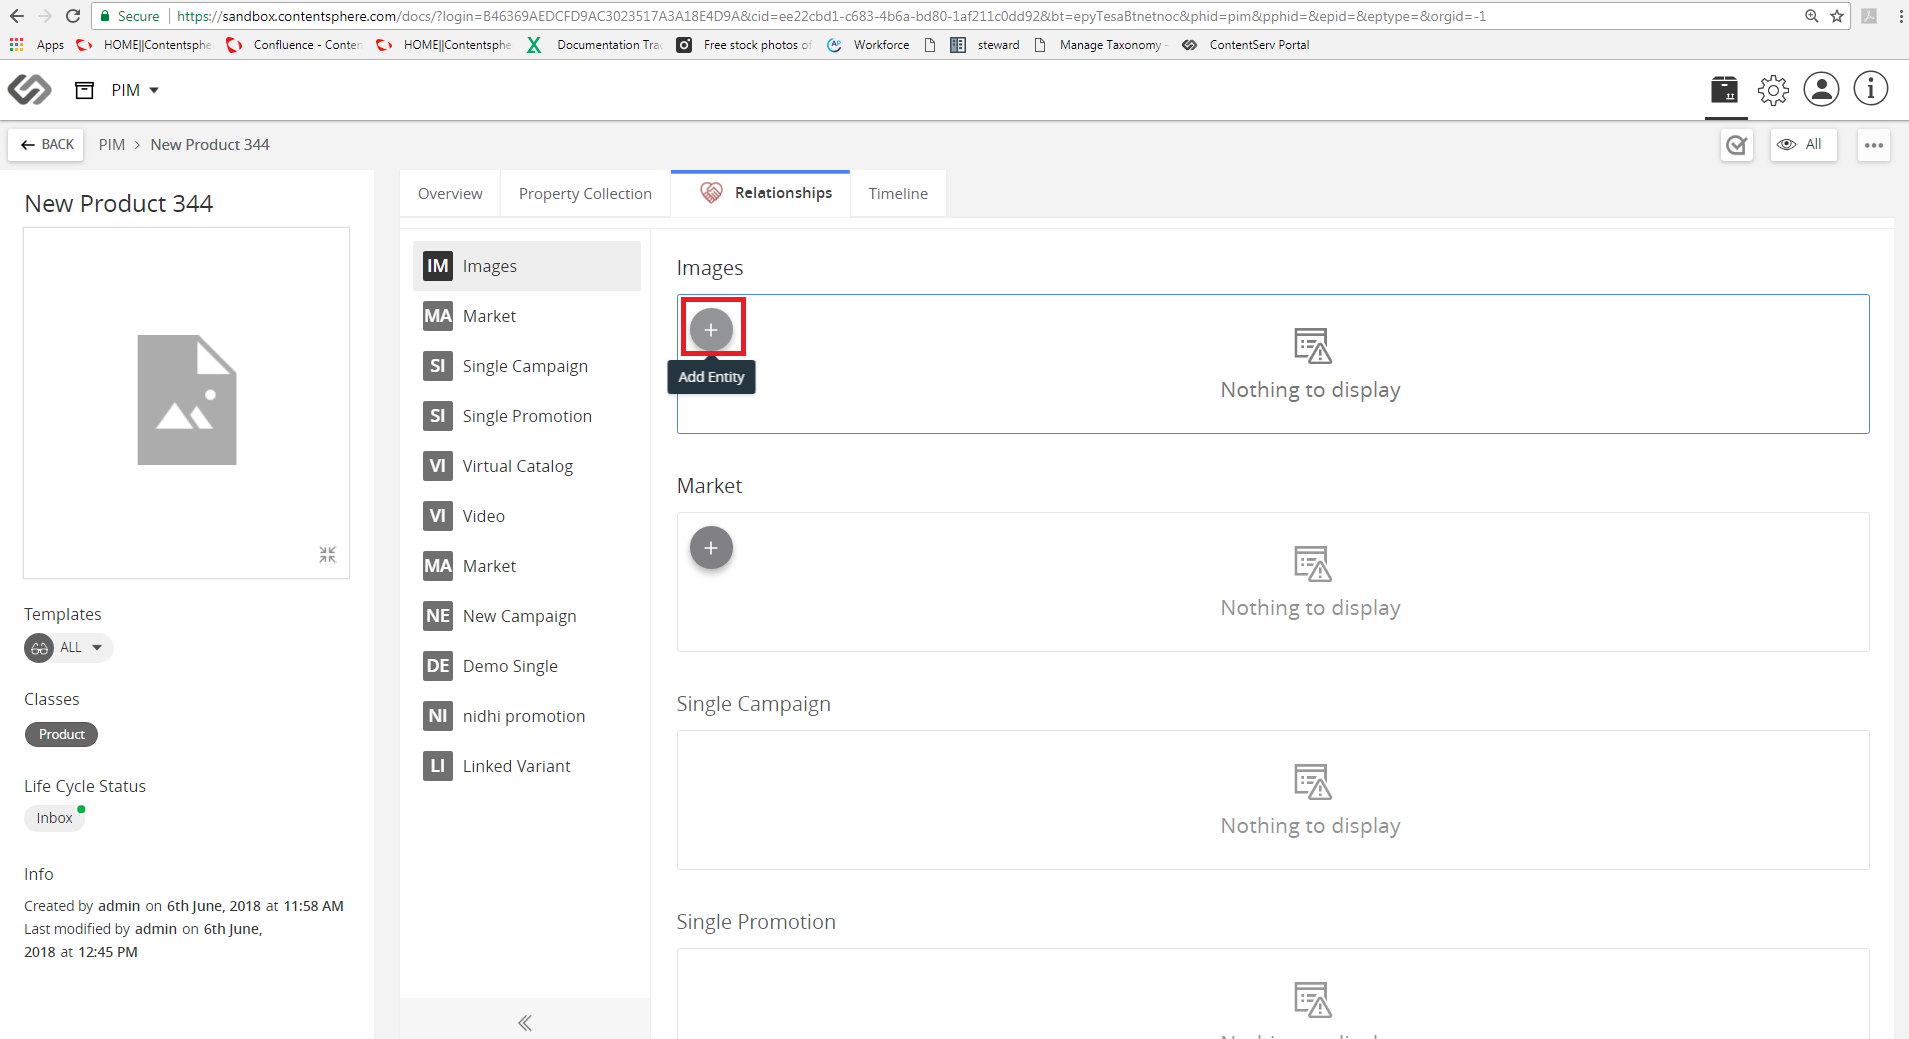 Secure https://sandbox.contentsphere.com/docs/?login=B46369AEDCFD9AC3023517A3A18E4D9A&cid=ee22cbd1-c683-4b6a-bd80-1af211c0dd92&bt=epyTesaBtnetnoc&phid=pim&pphid=&epid=&eptype=&orgid=-1
Apps HOME||Contentsphe Confluence - Conten HOME||Contentsphe Documentation Tra Free stock photos of Workforce steward Manage Taxonomy - ContentServ Portal
PIM
BACK PIM > New Product 344 All
New Product 344
Templates
ALL
Classes
Product
Life Cycle Status
Inbox
Info
Created by admin on 6th June, 2018 at 11:58 AM
Last modified by admin on 6th June,
2018 at 12:45 PM
Overview Property Collection Relationships Timeline
IM Images
MA Market
SI Single Campaign
SI Single Promotion
VI Virtual Catalog
VI Video
MA Market
NE New Campaign
DE Demo Single
NI nidhi promotion
LI Linked Variant
Images
Add Entity
Nothing to display
Market
Nothing to display
Single Campaign
Nothing to display
Single Promotion